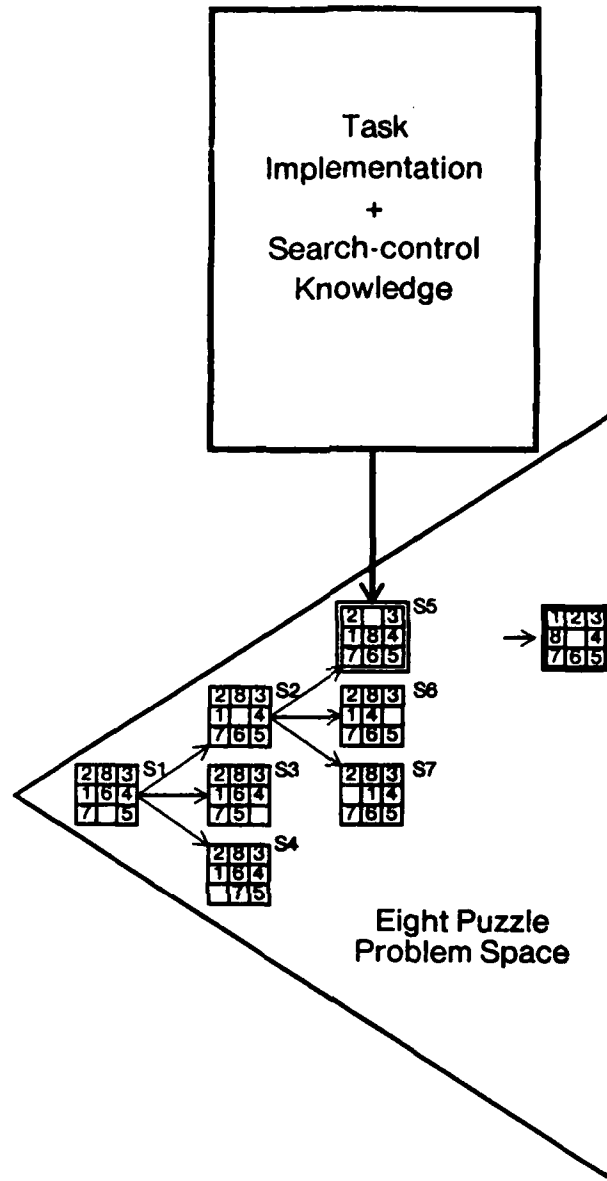 Task
Implementation
+
Search-control
Knowledge
S5
2 3
1 8 4
7 6 5
1 2 3
8 4
7 6 5
S2
2 8 3
1 4
7 6 5
S6
2 8 3
1 4
7 6 5
S1
2 8 3
1 6 4
7 5
S3
2 8 3
1 6 4
7 5
S7
2 8 3
1 4
7 6 5
S4
2 8 3
1 6 4
7 5
Eight Puzzle
Problem Space